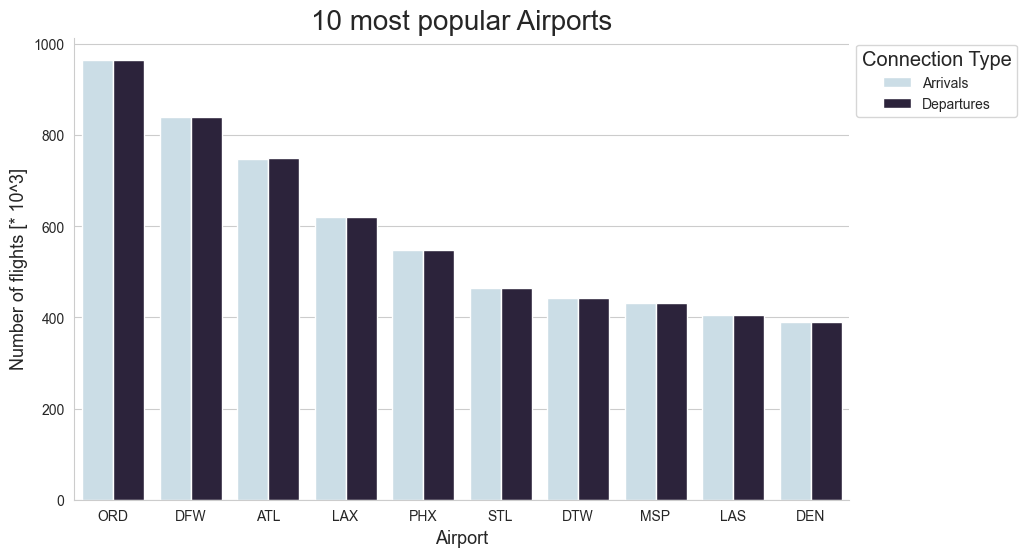 10 most popular Airports
Connection Type
Arrivals
Departures
Number of flights [* 10^3]
1000
800
600
400
200
0
ORD DFW ATL LAX PHX STL DTW MSP LAS DEN
Airport